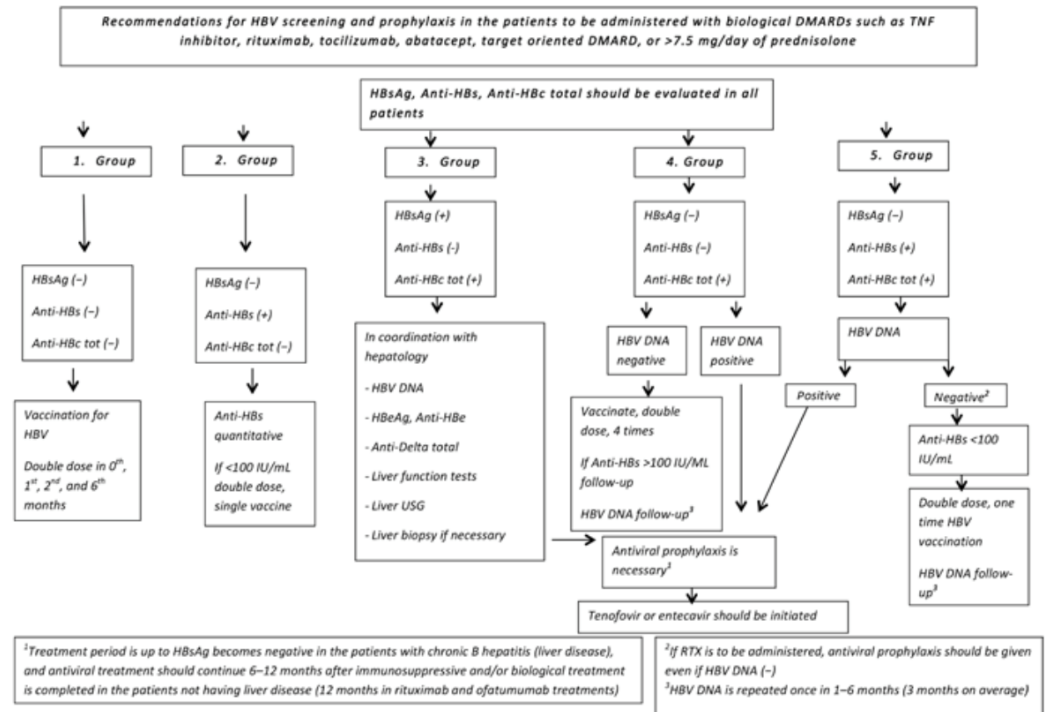 Recommendations for HBV screening and prophylaxis in the patients to be administered with biological DMARDs such as TNF
inhibitor, rituximab, tocilizumab, abatacept, target oriented DMARD, or >7.5 mg/day of prednisolone
HBsAg, Anti-HBs, Anti-HBc total should be evaluated in all
patients
1. Group
HBsAg (−)
Anti-HBs (−)
Anti-HBc tot (−)
Vaccination for
HBV
Double dose in 0th,
1st, 2nd, and 6th
months
2. Group
HBsAg (−)
Anti-HBs (+)
Anti-HBc tot (−)
Anti-HBs
quantitative
If <100 IU/mL
double dose,
single vaccine
3. Group
HBsAg (+)
Anti-HBs (-)
Anti-HBc tot (+)
In coordination with
hepatology
- HBV DNA
- HBeAg, Anti-HBe
- Anti-Delta total
- Liver function tests
- Liver USG
- Liver biopsy if necessary
4. Group
HBsAg (−)
Anti-HBs (−)
Anti-HBc tot (+)
HBV DNA
negative
HBV DNA
positive
Vaccinate, double
dose, 4 times
If Anti-HBs >100 IU/ML
follow-up
HBV DNA follow-up³
5. Group
HBsAg (−)
Anti-HBs (+)
Anti-HBc tot (+)
HBV DNA
Positive
Negative²
Anti-HBs <100
IU/mL
Double dose, one
time HBV
vaccination
HBV DNA follow-
up³
Antiviral prophylaxis is
necessary¹
Tenofovir or entecavir should be initiated
¹Treatment period is up to HBsAg becomes negative in the patients with chronic B hepatitis (liver disease),
and antiviral treatment should continue 6–12 months after immunosuppressive and/or biological treatment
is completed in the patients not having liver disease (12 months in rituximab and ofatumumab treatments)
²If RTX is to be administered, antiviral prophylaxis should be given
even if HBV DNA (−)
³HBV DNA is repeated once in 1–6 months (3 months on average)